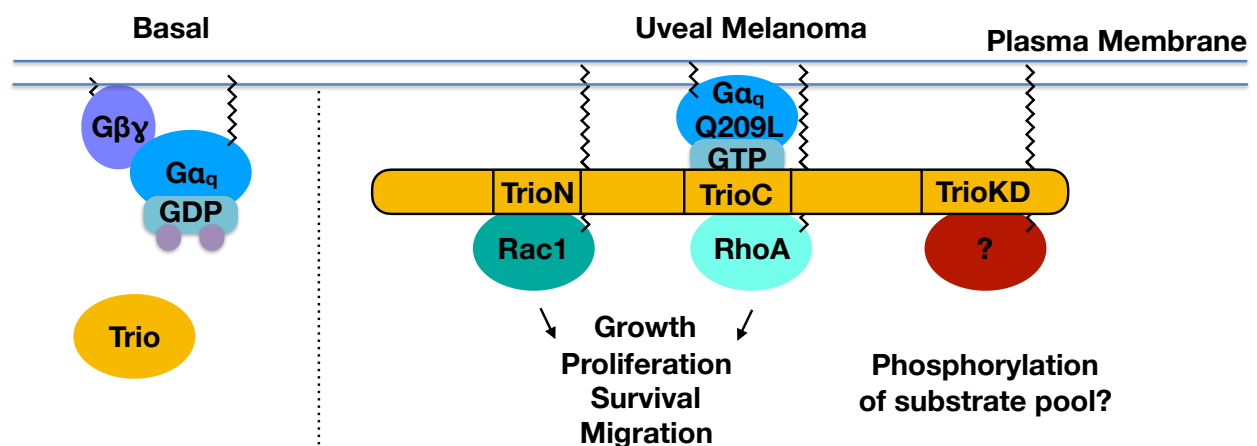 Basal
Uveal Melanoma
Plasma Membrane
Gβγ
Gαq
GDP
Trio
Gαq
Q209L
GTP
TrioN
TrioC
TrioKD
Rac1
RhoA
?
Growth
Proliferation
Survival
Migration
Phosphorylation
of substrate pool?